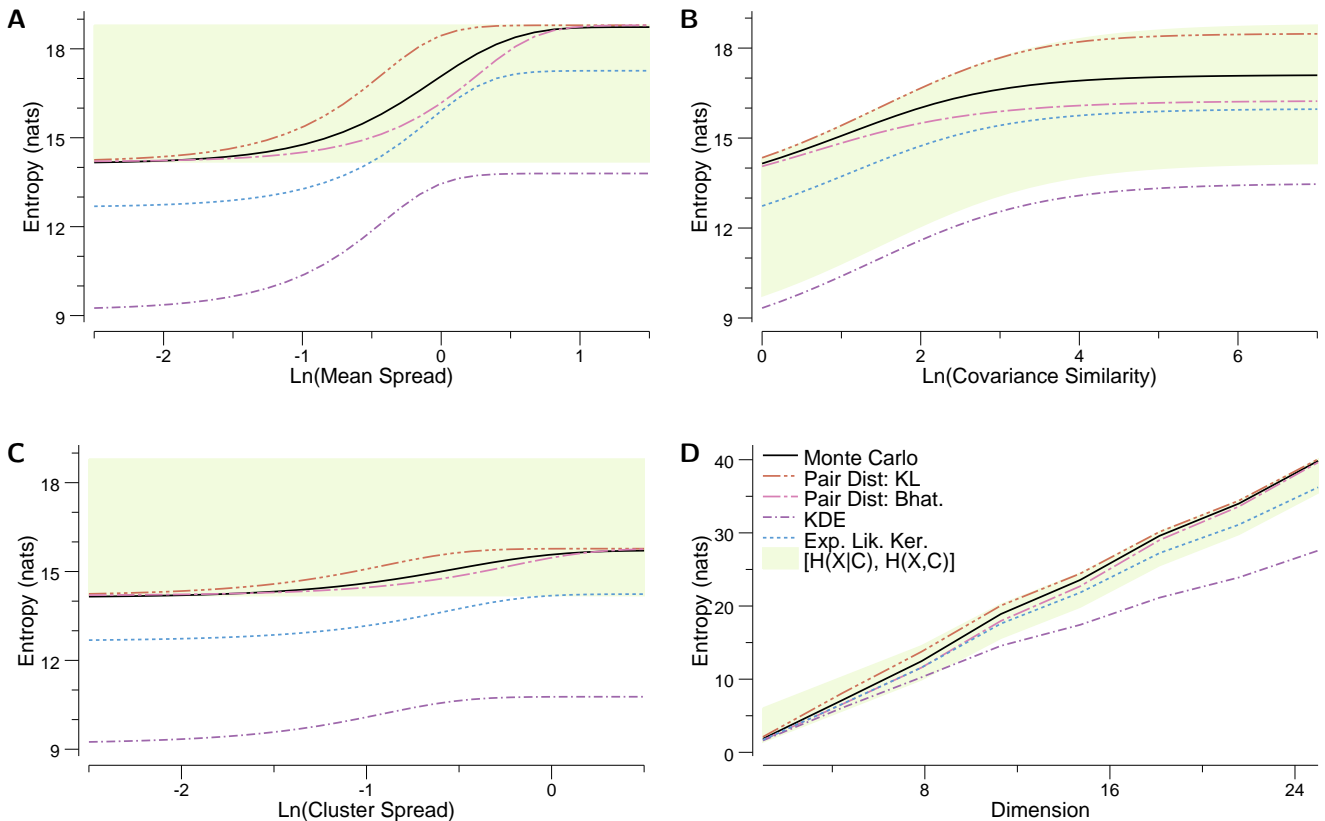 A
18
15
12
9
Entropy (nats)
-2
-1
0
1
Ln(Mean Spread)
B
18
15
12
9
Entropy (nats)
0
2
4
6
Ln(Covariance Similarity)
C
18
15
12
9
Entropy (nats)
-2
-1
0
Ln(Cluster Spread)
D
Monte Carlo
Pair Dist: KL
Pair Dist: Bhat.
KDE
Exp. Lik. Ker.
[H(X|C), H(X,C)]
40
30
20
10
0
Entropy (nats)
8
16
24
Dimension